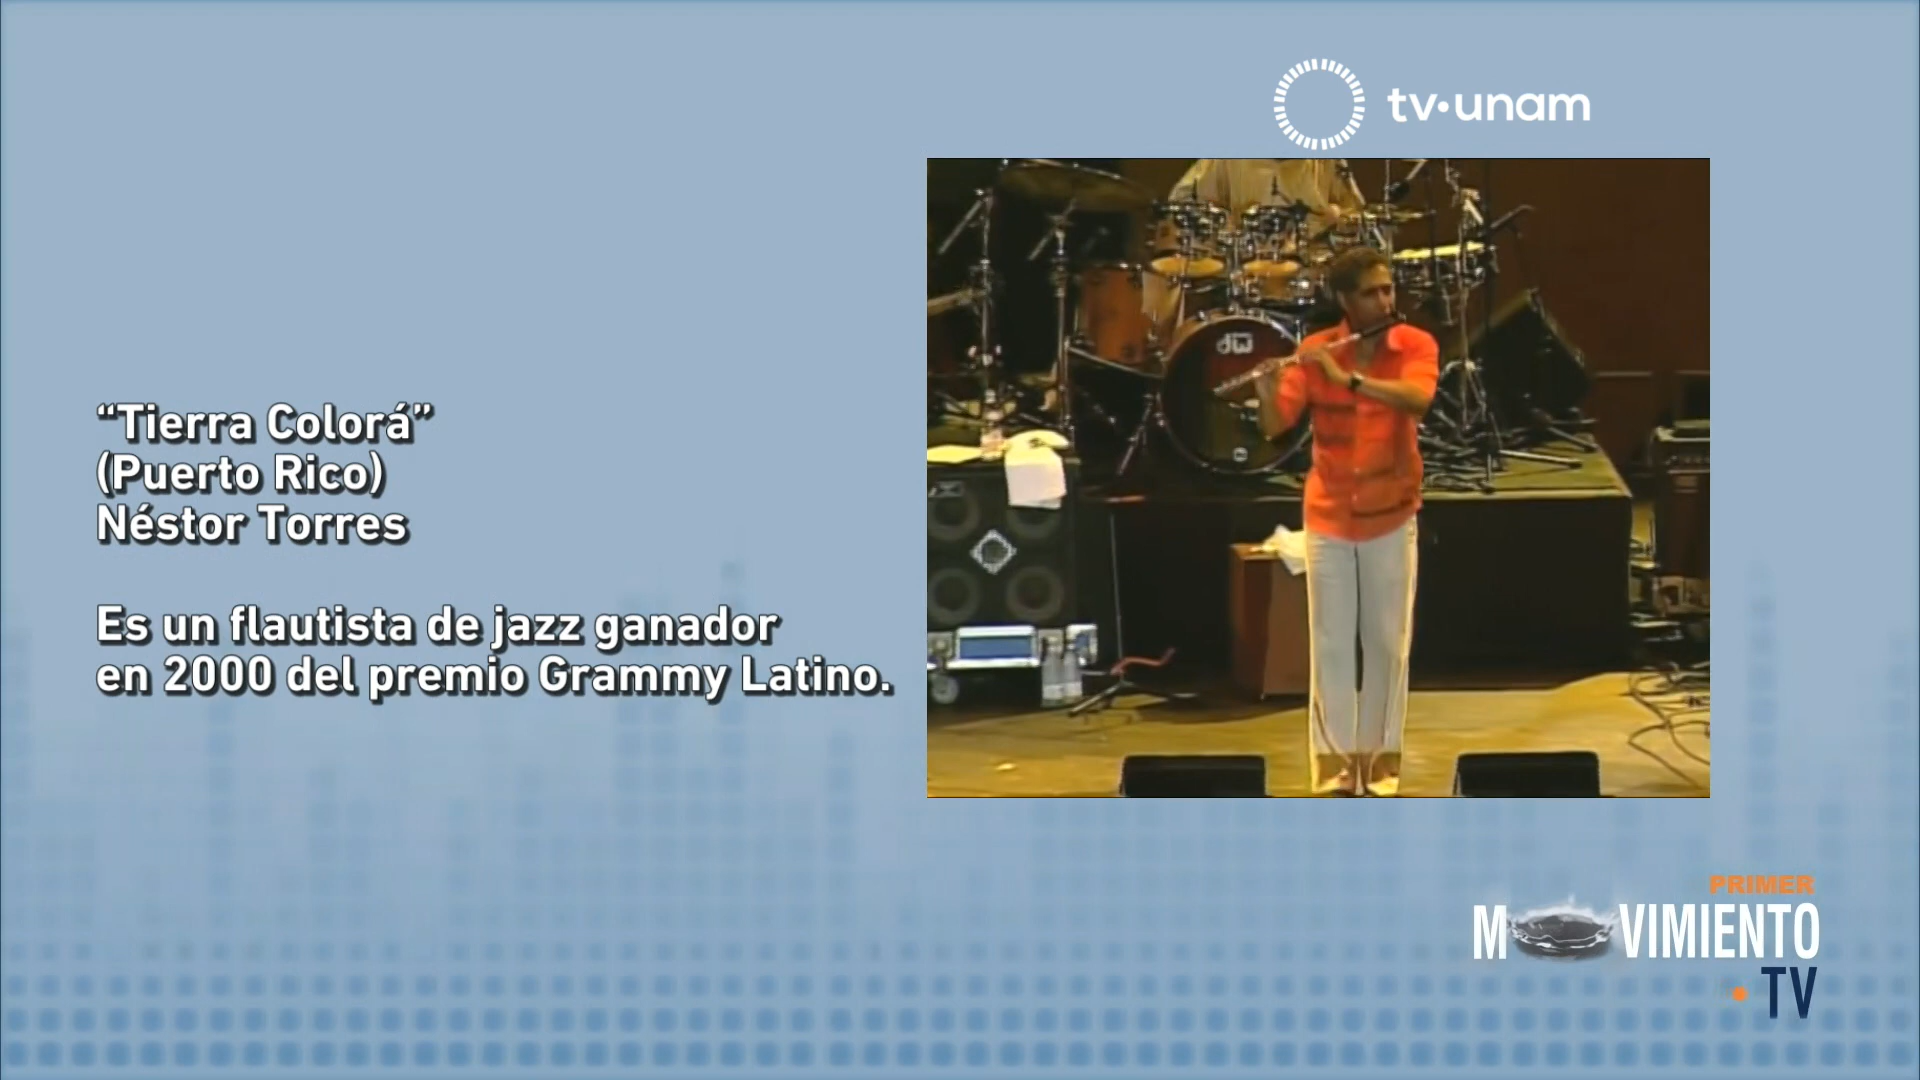 tv·unam
dw
“Tierra Colorá”
(Puerto Rico)
Néstor Torres
Es un flautista de jazz ganador
en 2000 del premio Grammy Latino.
PRIMER
MOVIMIENTO
• TV